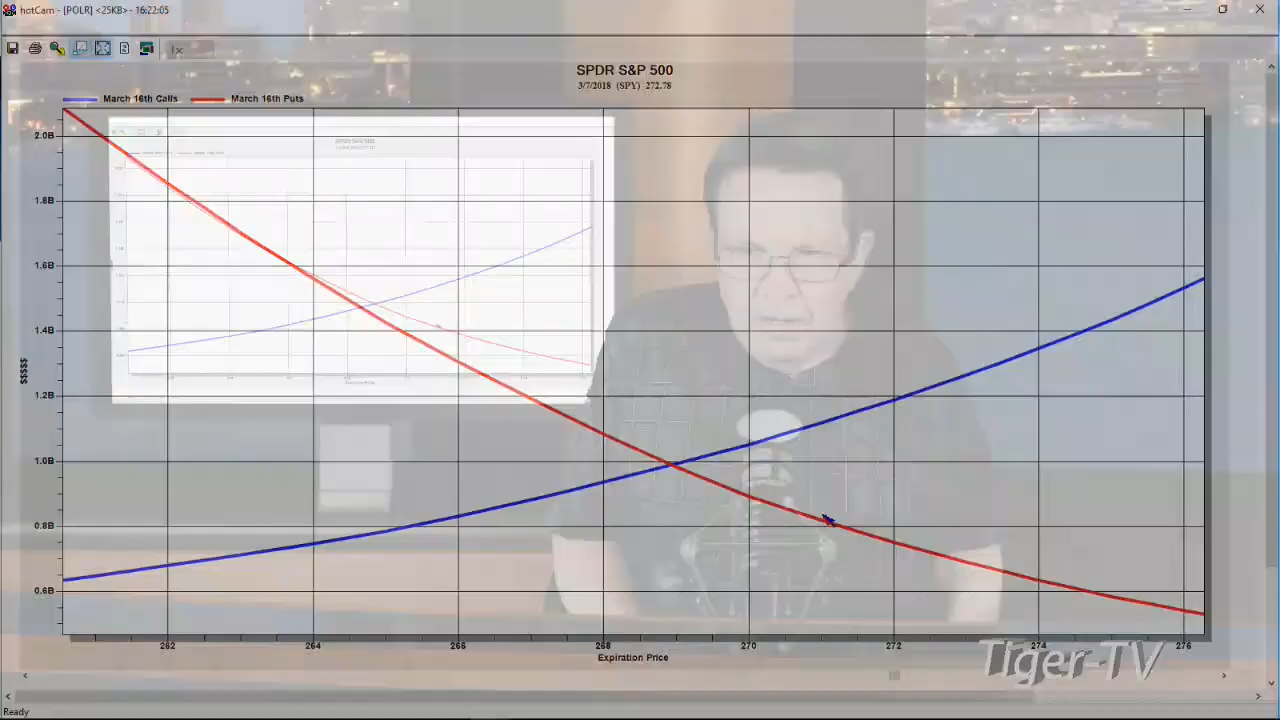 hotCam - [POLR] <25KB> - 16:22:05
SPDR S&P 500
3/7/2018 (SPY) 272.78
March 16th Calls March 16th Puts
2.0B
1.8B
1.6B
1.4B
$$$$$
1.2B
1.0B
0.8B
0.6B
262 264 266 268 270 272 274 276
Expiration Price
Tiger-TV
Ready